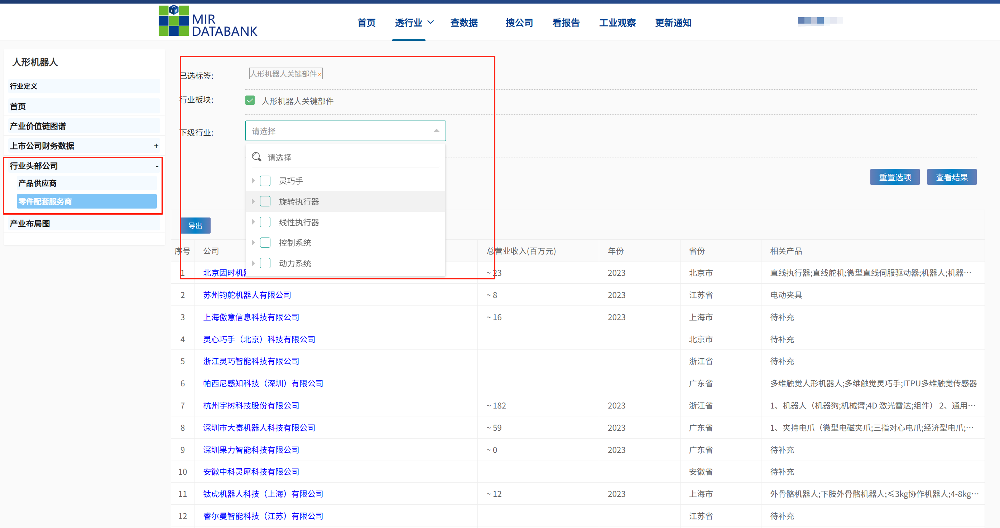 MIR
DATABANK
首页 透行业 查数据 搜公司 看报告 工业观察 更新通知
人形机器人
行业定义
首页
产业价值链图谱
上市公司财务数据 +
行业头部公司 -
产品供应商
零件配套服务商
产业布局图
已选标签: 人形机器人关键部件×
行业板块: 人形机器人关键部件
下级行业: 请选择
请选择
灵巧手
旋转执行器
线性执行器
控制系统
动力系统
重置选项 查看结果
导出
序号 公司 总营业收入(百万元) 年份 省份 相关产品
1 北京因时机 ~ 23 2023 北京市 直线执行器;直线舵机;微型直线伺服驱动器;机器人;机器…
2 苏州钧舵机器人有限公司 ~ 8 2023 江苏省 电动夹具
3 上海傲意信息科技有限公司 ~ 16 2023 上海市 待补充
4 灵心巧手（北京）科技有限公司 北京市 待补充
5 浙江灵巧智能科技有限公司 浙江省 待补充
6 帕西尼感知科技（深圳）有限公司 广东省 多维触觉人形机器人;多维触觉灵巧手;ITPU多维触觉传感器
7 杭州宇树科技股份有限公司 ~ 182 2023 浙江省 1、机器人（机器狗;机械臂;4D 激光雷达;组件） 2、通用…
8 深圳市大寰机器人科技有限公司 ~ 59 2023 广东省 1、夹持电爪（微型电磁夹爪;三指对心电爪;经济型电爪;…
9 深圳果力智能科技有限公司 ~ 0 2023 广东省 待补充
10 安徽中科灵犀科技有限公司 安徽省 待补充
11 钛虎机器人科技（上海）有限公司 ~ 12 2023 上海市 外骨骼机器人;下肢外骨骼机器人;≤3kg协作机器人;4-8kg…
12 睿尔曼智能科技（江苏）有限公司 江苏省 待补充